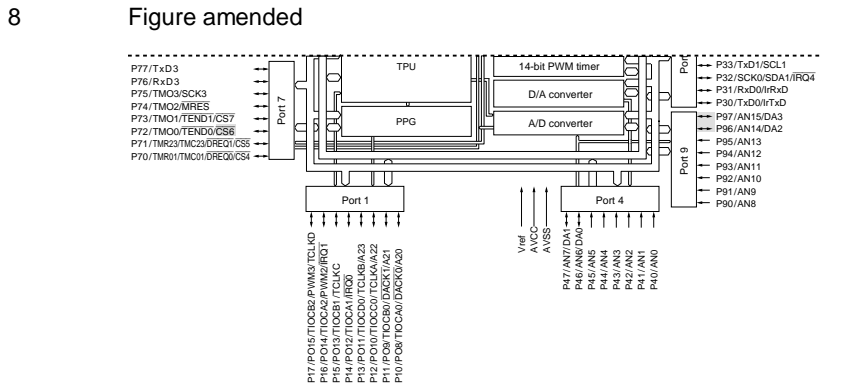 8 Figure amended
P77/TxD3
P76/RxD3
P75/TMO3/SCK3
P74/TMO2/MRES
P73/TMO1/TEND1/CS7
P72/TMO0/TEND0/CS6
P71/TMR23/TMC23/DREQ1/CS5
P70/TMR01/TMC01/DREQ0/CS4
Port 7
TPU
PPG
14-bit PWM timer
D/A converter
A/D converter
P33/TxD1/SCL1
P32/SCK0/SDA1/IRQ4
P31/RxD0/IrRxD
P30/TxD0/IrTxD
P97/AN15/DA3
P96/AN14/DA2
P95/AN13
P94/AN12
P93/AN11
P92/AN10
P91/AN9
P90/AN8
Port 9
Port 1
Port 4
P17/PO15/TIOCB2/PWM3/TCLKD
P16/PO14/TIOCA2/PWM2/IRQ1
P15/PO13/TIOCB1/TCLKC
P14/PO12/TIOCA1/IRQ0
P13/PO11/TIOCD0/TCLKB/A23
P12/PO10/TIOCC0/TCLKA/A22
P11/PO9/TIOCB0/DACK1/A21
P10/PO8/TIOCA0/DACK0/A20
Vref
AVCC
AVSS
P47/AN7/DA1
P46/AN6/DA0
P45/AN5
P44/AN4
P43/AN3
P42/AN2
P41/AN1
P40/AN0